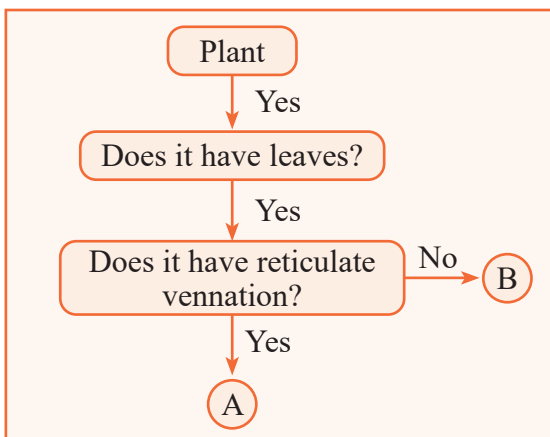 Plant
Yes
Does it have leaves?
Yes
Does it have reticulate
vennation?
No
B
Yes
A